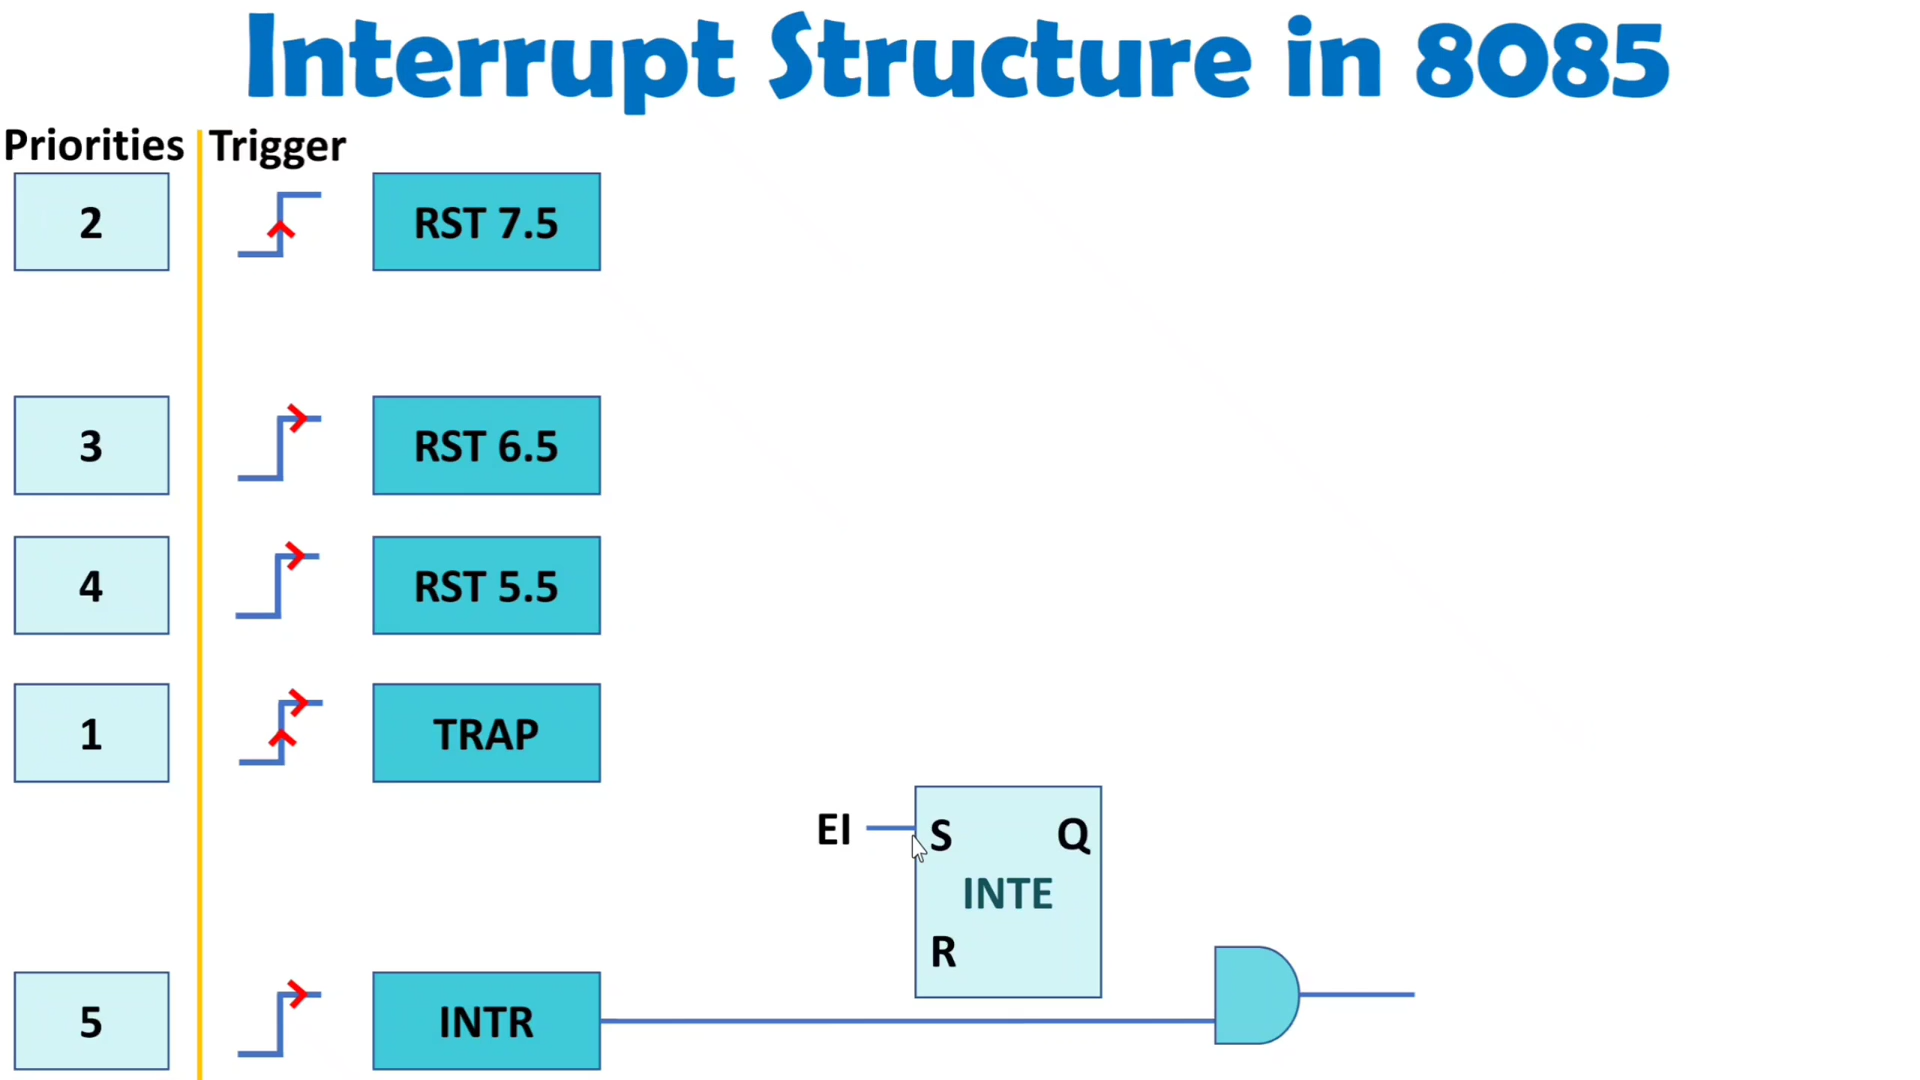 Interrupt Structure in 8085
Priorities Trigger
2 RST 7.5
3 RST 6.5
4 RST 5.5
1 TRAP
EI S Q
INTE
R
5 INTR